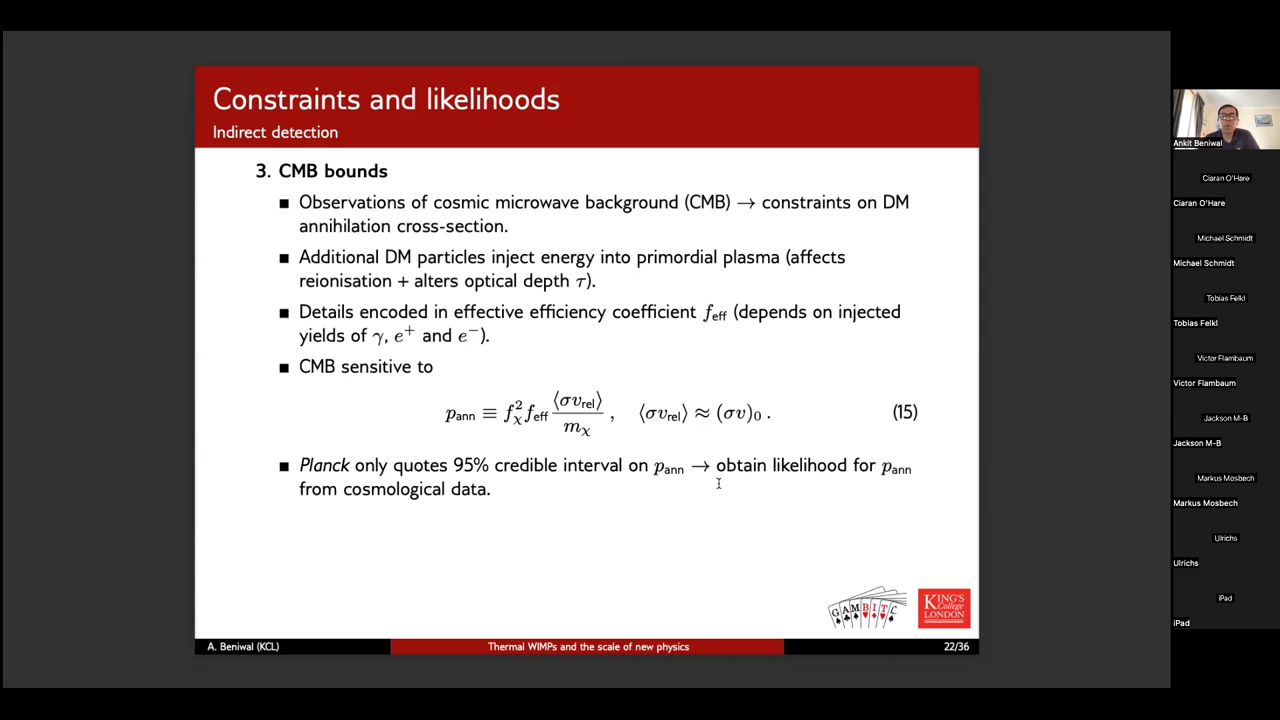 Constraints and likelihoods
Indirect detection
3. CMB bounds
■ Observations of cosmic microwave background (CMB) → constraints on DM
annihilation cross-section.
■ Additional DM particles inject energy into primordial plasma (affects
reionisation + alters optical depth τ).
■ Details encoded in effective efficiency coefficient f_eff (depends on injected
yields of γ, e⁺ and e⁻).
■ CMB sensitive to
p_ann ≡ f_χ² f_eff ⟨σv_rel⟩ / m_χ , ⟨σv_rel⟩ ≈ (σv)₀ . (15)
■ Planck only quotes 95% credible interval on p_ann → obtain likelihood for p_ann
from cosmological data.
GAMBIT
KING'S
College
LONDON
A. Beniwal (KCL)
Thermal WIMPs and the scale of new physics
22/36
Ankit Beniwal
Ciaran O'Hare
Ciaran O'Hare
Michael Schmidt
Michael Schmidt
Tobias Felkl
Tobias Felkl
Victor Flambaum
Victor Flambaum
Jackson M-B
Jackson M-B
Markus Mosbech
Markus Mosbech
Ulrichs
Ulrichs
iPad
iPad